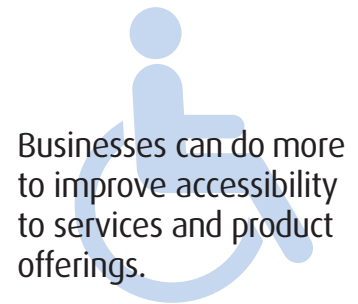 Businesses can do more
to improve accessibility
to services and product
offerings.